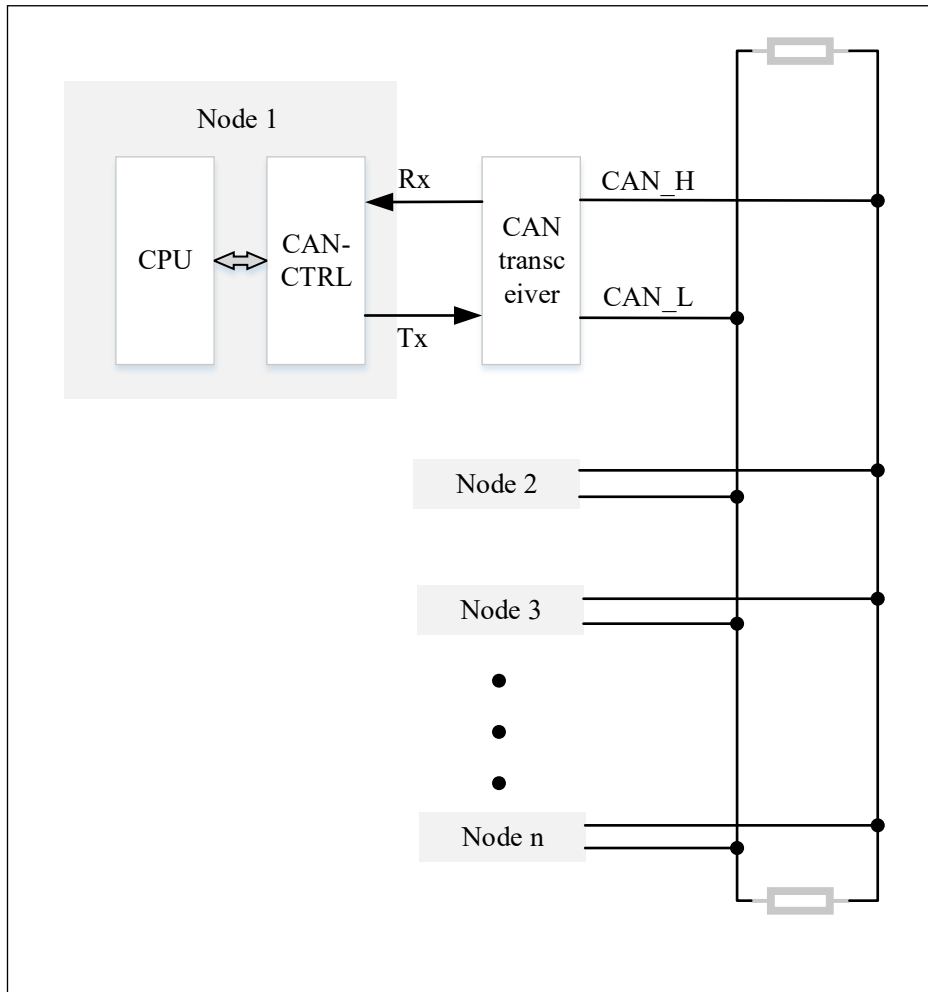 Node 1
Rx
CAN_H
CPU
CAN-
CTRL
CAN
transc
eiver
CAN_L
Tx
Node 2
Node 3
Node n